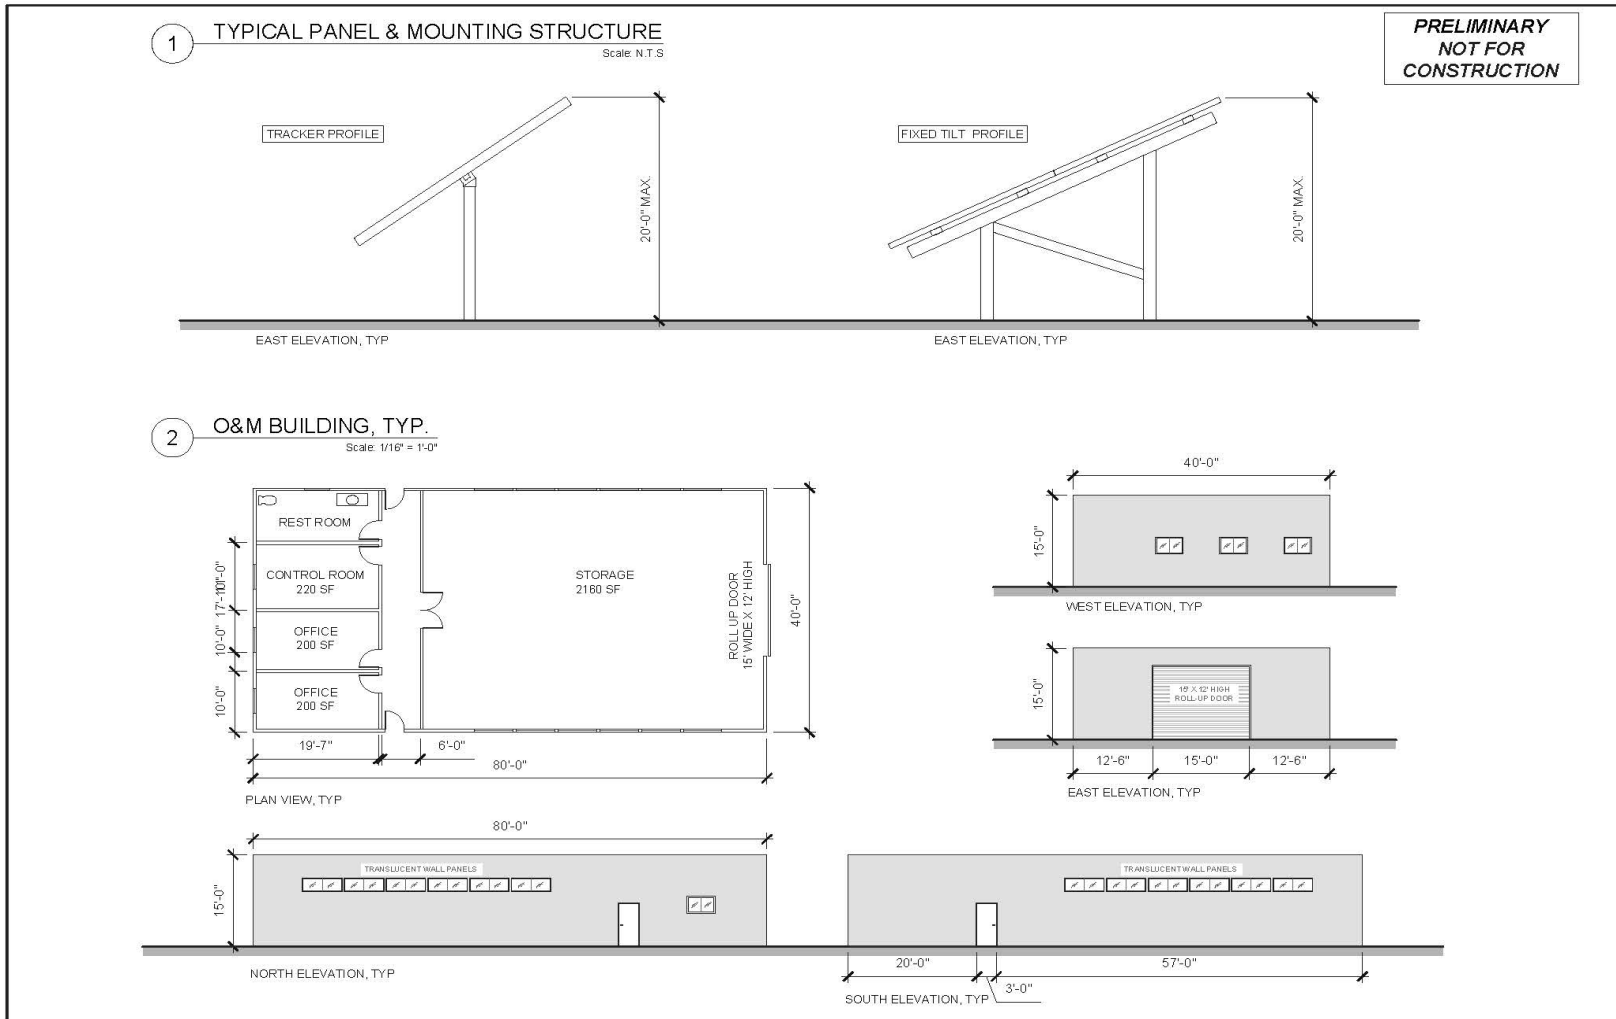 1
TYPICAL PANEL & MOUNTING STRUCTURE
Scale: N.T.S
PRELIMINARY
NOT FOR
CONSTRUCTION
TRACKER PROFILE
20'-0" MAX.
EAST ELEVATION, TYP
FIXED TILT PROFILE
20'-0" MAX.
EAST ELEVATION, TYP
2
O&M BUILDING, TYP.
Scale: 1/16" = 1'-0"
REST ROOM
CONTROL ROOM
220 SF
OFFICE
200 SF
OFFICE
200 SF
STORAGE
2160 SF
ROLL UP DOOR
15' WIDE X 12' HIGH
40'-0"
10'-0"
10'-0"
19'-7"
6'-0"
80'-0"
PLAN VIEW, TYP
40'-0"
15'-0"
WEST ELEVATION, TYP
15'-0"
15' X 12' HIGH
ROLL-UP DOOR
12'-6"
15'-0"
12'-6"
EAST ELEVATION, TYP
80'-0"
15'-0"
TRANSLUCENT WALL PANELS
NORTH ELEVATION, TYP
TRANSLUCENT WALL PANELS
20'-0"
3'-0"
57'-0"
SOUTH ELEVATION, TYP